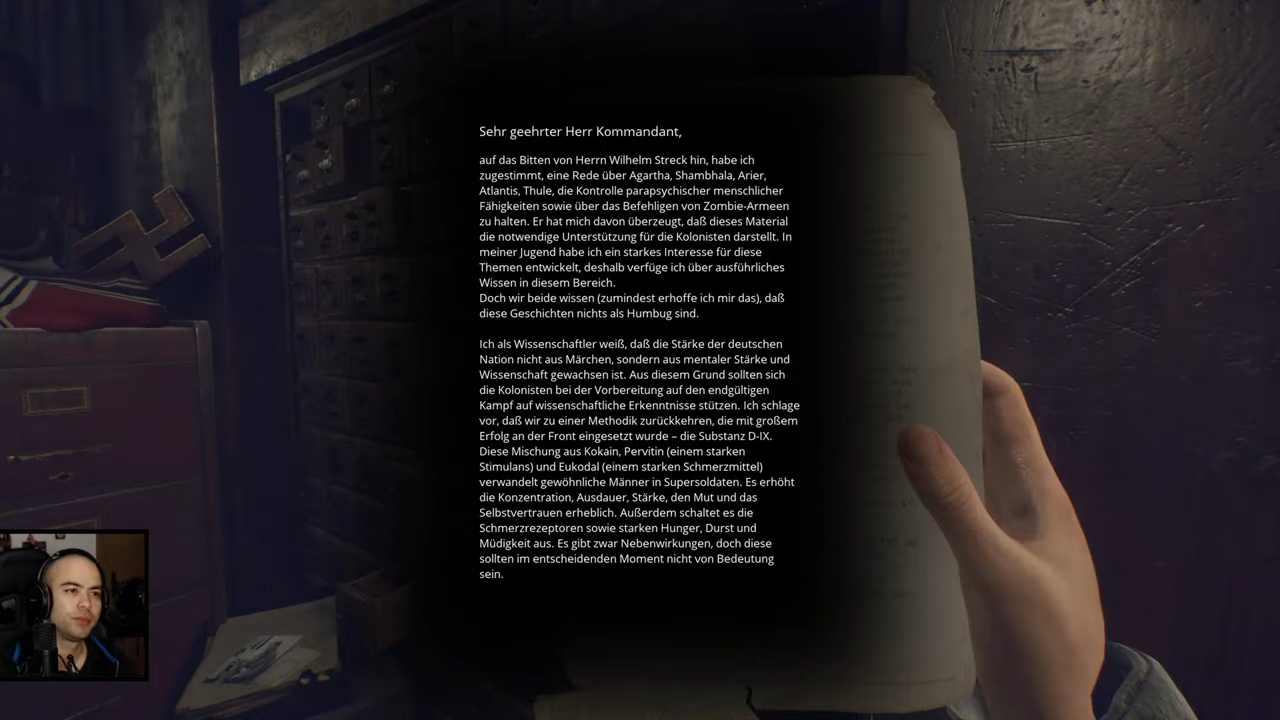 Sehr geehrter Herr Kommandant,
auf das Bitten von Herrn Wilhelm Streck hin, habe ich
zugestimmt, eine Rede über Agartha, Shambhala, Arier,
Atlantis, Thule, die Kontrolle parapsychischer menschlicher
Fähigkeiten sowie über das Befehligen von Zombie-Armeen
zu halten. Er hat mich davon überzeugt, daß dieses Material
die notwendige Unterstützung für die Kolonisten darstellt. In
meiner Jugend habe ich ein starkes Interesse für diese
Themen entwickelt, deshalb verfüge ich über ausführliches
Wissen in diesem Bereich.
Doch wir beide wissen (zumindest erhoffe ich mir das), daß
diese Geschichten nichts als Humbug sind.
Ich als Wissenschaftler weiß, daß die Stärke der deutschen
Nation nicht aus Märchen, sondern aus mentaler Stärke und
Wissenschaft gewachsen ist. Aus diesem Grund sollten sich
die Kolonisten bei der Vorbereitung auf den endgültigen
Kampf auf wissenschaftliche Erkenntnisse stützen. Ich schlage
vor, daß wir zu einer Methodik zurückkehren, die mit großem
Erfolg an der Front eingesetzt wurde – die Substanz D-IX.
Diese Mischung aus Kokain, Pervitin (einem starken
Stimulans) und Eukodal (einem starken Schmerzmittel)
verwandelt gewöhnliche Männer in Supersoldaten. Es erhöht
die Konzentration, Ausdauer, Stärke, den Mut und das
Selbstvertrauen erheblich. Außerdem schaltet es die
Schmerzrezeptoren sowie starken Hunger, Durst und
Müdigkeit aus. Es gibt zwar Nebenwirkungen, doch diese
sollten im entscheidenden Moment nicht von Bedeutung
sein.